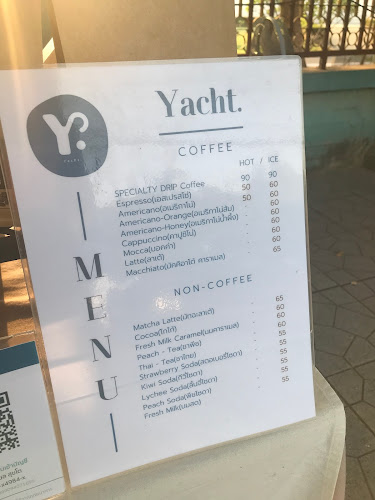 Y?
Yacht.
COFFEE
HOT / ICE
SPECIALTY DRIP Coffee 90 90
Espresso(เอสเปรสโซ่) 50 60
Americano(อเมริกาโน่) 50 60
Americano-Orange(อเมริกาโน่ส้ม) - 60
Americano-Honey(อเมริกาโน่น้ำผึ้ง) - 60
Cappuccino(คาปูชิโน่) - 60
Mocca(มอคค่า) - 60
Latte(ลาเต้) - 60
Macchiato(มัคคิอาโต้ คาราเมล) - 65
MENU
NON-COFFEE
Matcha Latte(มัทฉะลาเต้) - 65
Cocoa(โกโก้) - 60
Fresh Milk Caramel(นมคาราเมล) - 60
Peach - Tea(ชาพีช) - 60
Thai - Tea(ชาไทย) - 55
Strawberry Soda(สตอเบอรี่โซดา) - 55
Kiwi Soda(กีวี่โซดา) - 55
Lychee Soda(ลิ้นจี่โซดา) - 55
Peach Soda(พีชโซดา) - 55
Fresh Milk(นมสด) - 55